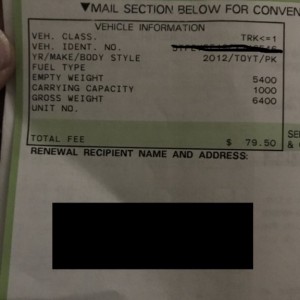 ▼MAIL SECTION BELOW FOR CONVEN
VEHICLE INFORMATION
VEH. CLASS. TRK<=1
VEH. IDENT. NO.
YR/MAKE/BODY STYLE 2012/TOYT/PK
FUEL TYPE
EMPTY WEIGHT 5400
CARRYING CAPACITY 1000
GROSS WEIGHT 6400
UNIT NO.
TOTAL FEE $ 79.50
SE
&
RENEWAL RECIPIENT NAME AND ADDRESS: